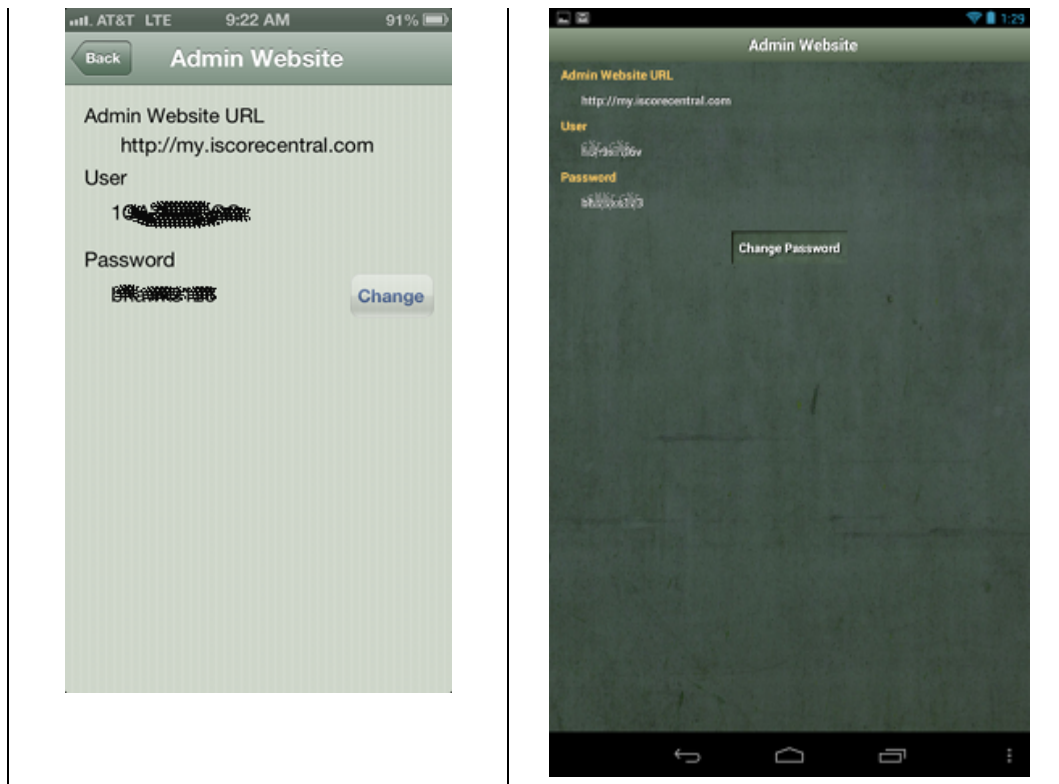 AT&T LTE 9:22 AM 91%
Back Admin Website
Admin Website URL
http://my.iscorecentral.com
User
Password
Change
1:29
Admin Website
Admin Website URL
http://my.iscorecentral.com
User
Password
Change Password